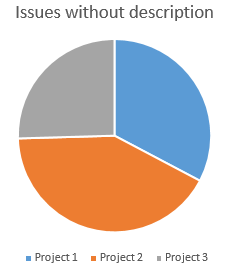 Issues without description
Project 1 Project 2 Project 3